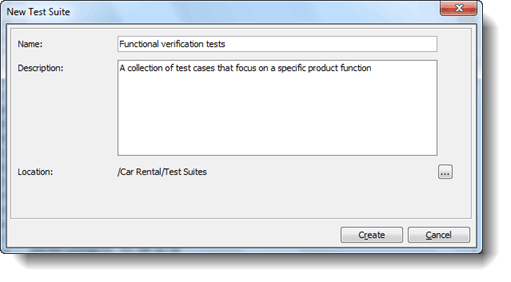 New Test Suite
Name: Functional verification tests
Description: A collection of test cases that focus on a specific product function
Location: /Car Rental/Test Suites ...
Create Cancel